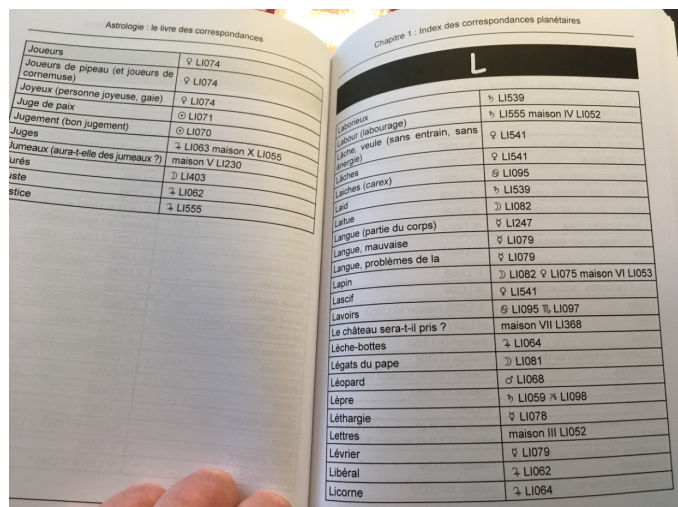 Astrologie : le livre des correspondances
Joueurs ♀ LI074
Joueurs de pipeau (et joueurs de
cornemuse) ♀ LI074
Joyeux (personne joyeuse, gaie) ♀ LI074
Juge de paix ☉ LI071
Jugement (bon jugement) ☉ LI070
Juges ♃ LI063 maison X LI055
Jumeaux (aura-t-elle des jumeaux ?) maison V LI230
urés ☽ LI403
uste ♃ LI062
stice ♃ LI555
Chapitre 1 : Index des correspondances planétaires
L
Laborieux ♄ LI539
Labour (labourage) ♄ LI555 maison IV LI052
Lâche, veule (sans entrain, sans
énergie) ♀ LI541
Lâches ♀ LI541
Laiches (carex) ♋ LI095
Laid ♄ LI539
Laitue ☽ LI082
Langue (partie du corps) ☿ LI247
Langue, mauvaise ☿ LI079
Langue, problèmes de la ☿ LI079
Lapin ☽ LI082 ♀ LI075 maison VI LI053
Lascif ♀ LI541
Lavoirs ♋ LI095 ♏ LI097
Le château sera-t-il pris ? maison VII LI368
Lèche-bottes ♃ LI064
Légats du pape ☽ LI081
Léopard ♂ LI068
Lèpre ♄ LI059 ♑ LI098
Léthargie ☿ LI078
Lettres maison III LI052
Lévrier ☿ LI079
Libéral ♃ LI062
Licorne ♃ LI064